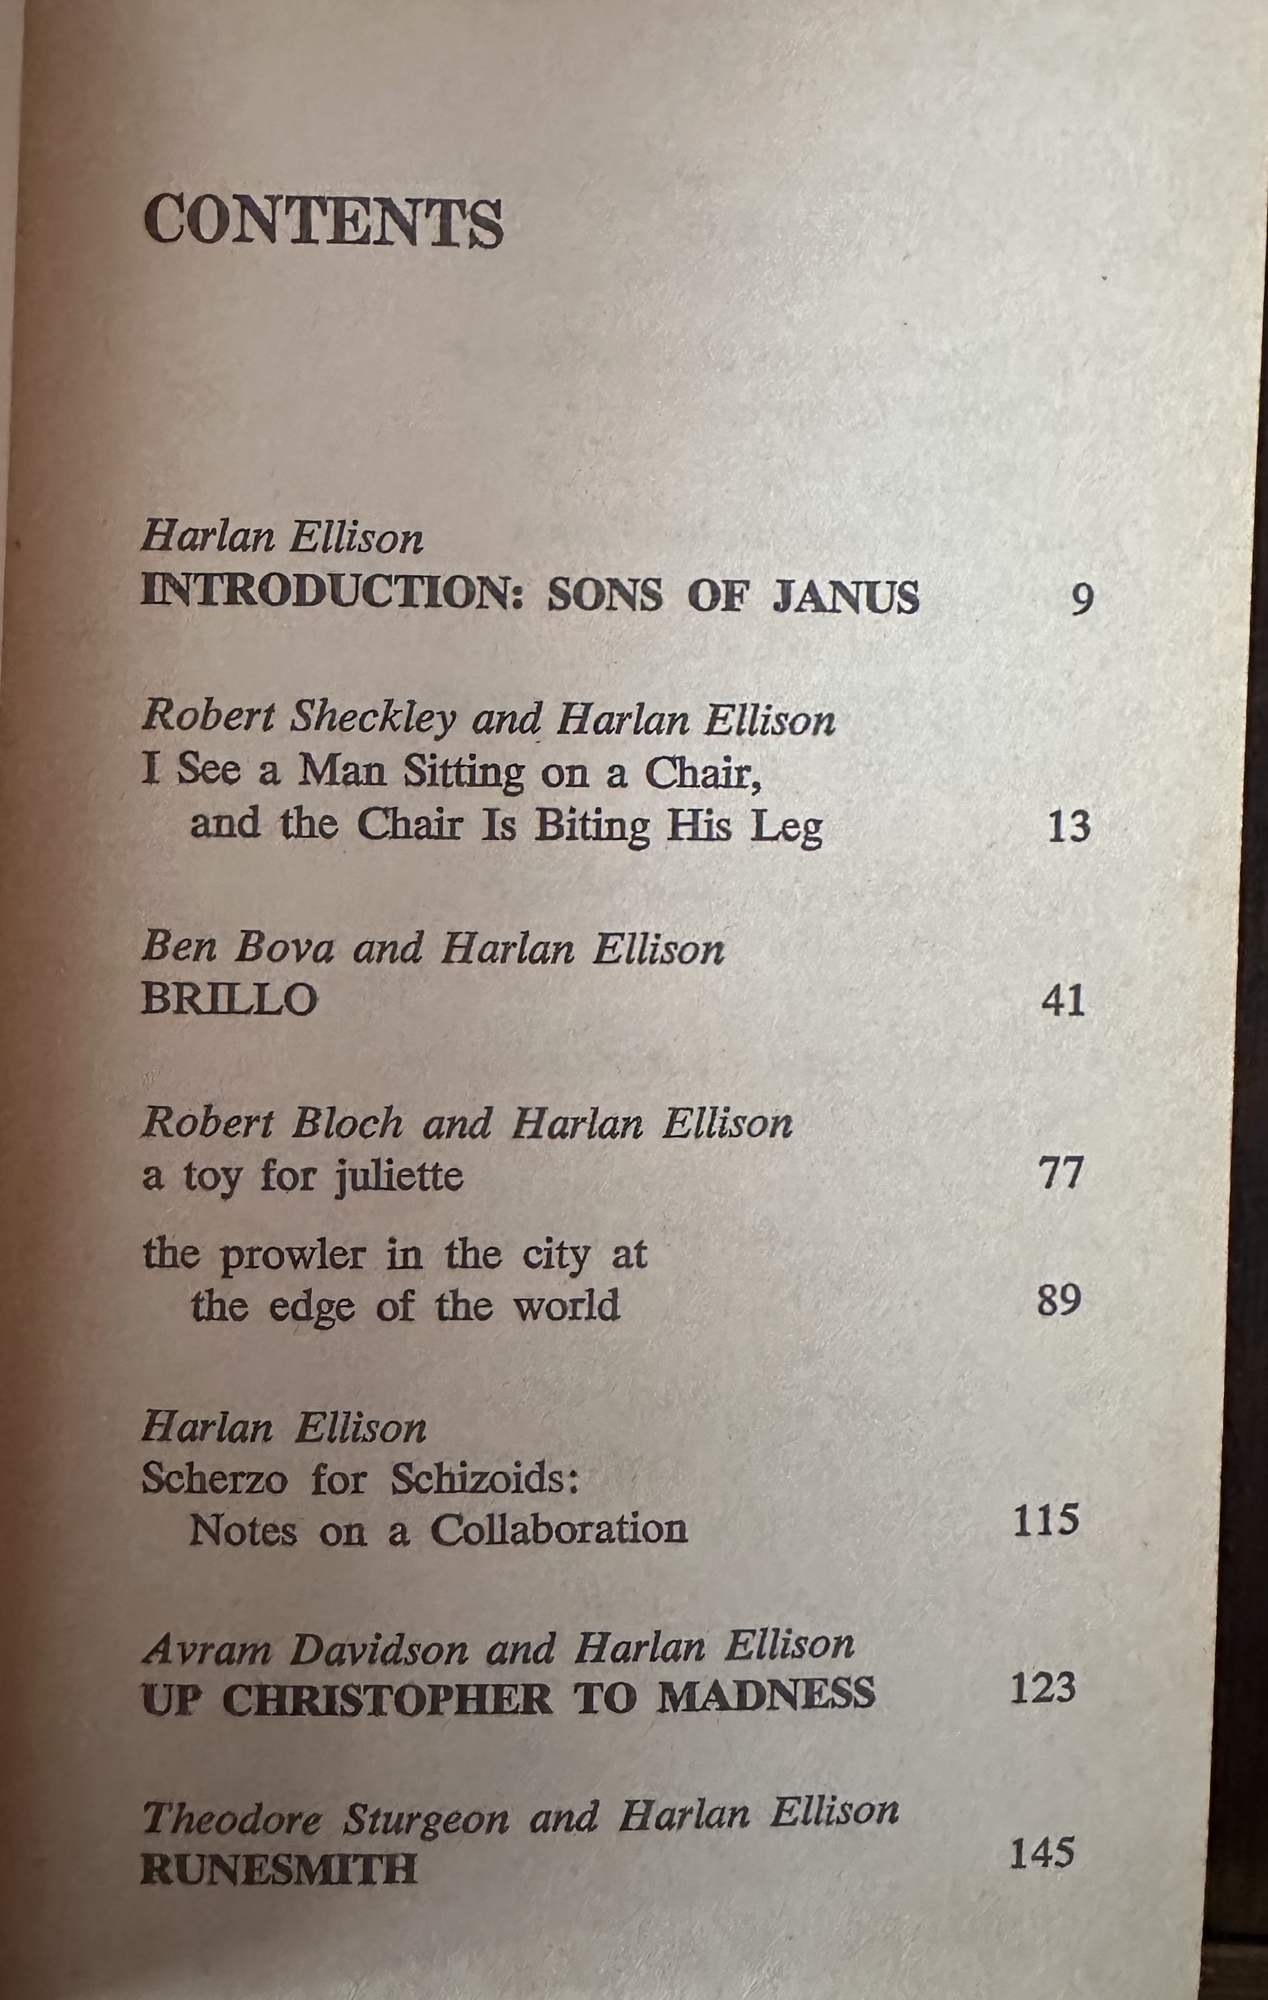 CONTENTS
Harlan Ellison
INTRODUCTION: SONS OF JANUS 9
Robert Sheckley and Harlan Ellison
I See a Man Sitting on a Chair,
and the Chair Is Biting His Leg 13
Ben Bova and Harlan Ellison
BRILLO 41
Robert Bloch and Harlan Ellison
a toy for juliette 77
the prowler in the city at
the edge of the world 89
Harlan Ellison
Scherzo for Schizoids:
Notes on a Collaboration 115
Avram Davidson and Harlan Ellison
UP CHRISTOPHER TO MADNESS 123
Theodore Sturgeon and Harlan Ellison
RUNESMITH 145